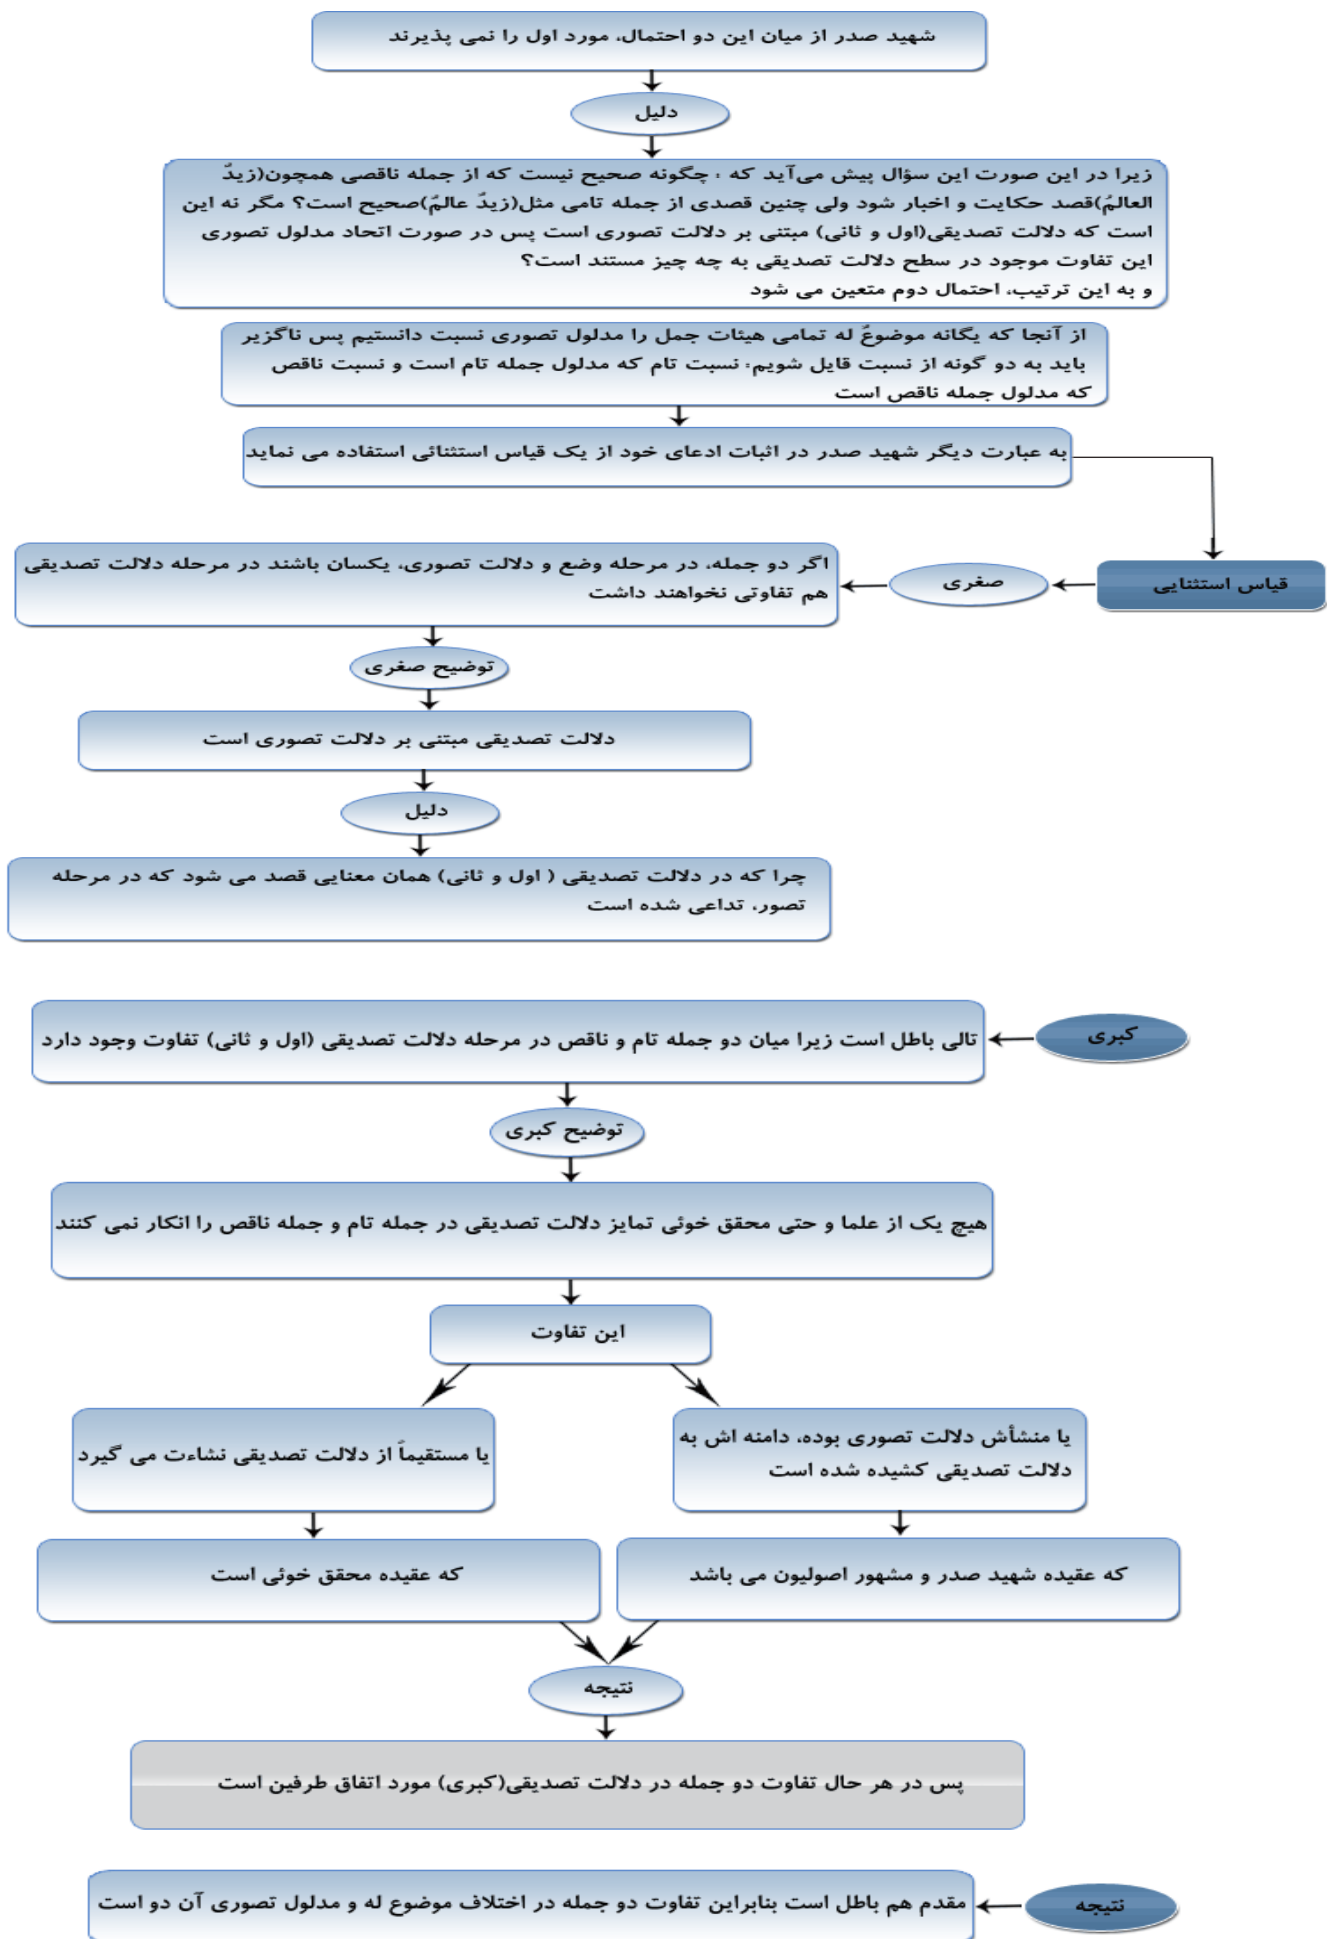 شهید صدر از میان این دو احتمال، مورد اول را نمی پذیرند
دلیل
زیرا در این صورت این سؤال پیش می‌آید که : چگونه صحیح نیست که از جمله ناقصی همچون(زیدٌ
العالمُ)قصد حکایت و اخبار شود ولی چنین قصدی از جمله تامی مثل(زیدٌ عالمٌ)صحیح است؟ مگر نه این
است که دلالت تصدیقی(اول و ثانی) مبتنی بر دلالت تصوری است پس در صورت اتحاد مدلول تصوری
این تفاوت موجود در سطح دلالت تصدیقی به چه چیز مستند است؟
و به این ترتیب، احتمال دوم متعین می شود
از آنجا که یگانه موضوعٌ له تمامی هیئات جمل را مدلول تصوری نسبت دانستیم پس ناگزیر
باید به دو گونه از نسبت قایل شویم: نسبت تام که مدلول جمله تام است و نسبت ناقص
که مدلول جمله ناقص است
به عبارت دیگر شهید صدر در اثبات ادعای خود از یک قیاس استثنائی استفاده می نماید
قیاس استثنایی
صغری
اگر دو جمله، در مرحله وضع و دلالت تصوری، یکسان باشند در مرحله دلالت تصدیقی
هم تفاوتی نخواهند داشت
توضیح صغری
دلالت تصدیقی مبتنی بر دلالت تصوری است
دلیل
چرا که در دلالت تصدیقی ( اول و ثانی) همان معنایی قصد می شود که در مرحله
تصور، تداعی شده است
کبری
تالی باطل است زیرا میان دو جمله تام و ناقص در مرحله دلالت تصدیقی (اول و ثانی) تفاوت وجود دارد
توضیح کبری
هیچ یک از علما و حتی محقق خوئی تمایز دلالت تصدیقی در جمله تام و جمله ناقص را انکار نمی کنند
این تفاوت
یا منشأش دلالت تصوری بوده، دامنه اش به
دلالت تصدیقی کشیده شده است
یا مستقیماً از دلالت تصدیقی نشاءت می گیرد
که عقیده شهید صدر و مشهور اصولیون می باشد
که عقیده محقق خوئی است
نتیجه
پس در هر حال تفاوت دو جمله در دلالت تصدیقی(کبری) مورد اتفاق طرفین است
نتیجه
مقدم هم باطل است بنابراین تفاوت دو جمله در اختلاف موضوع له و مدلول تصوری آن دو است